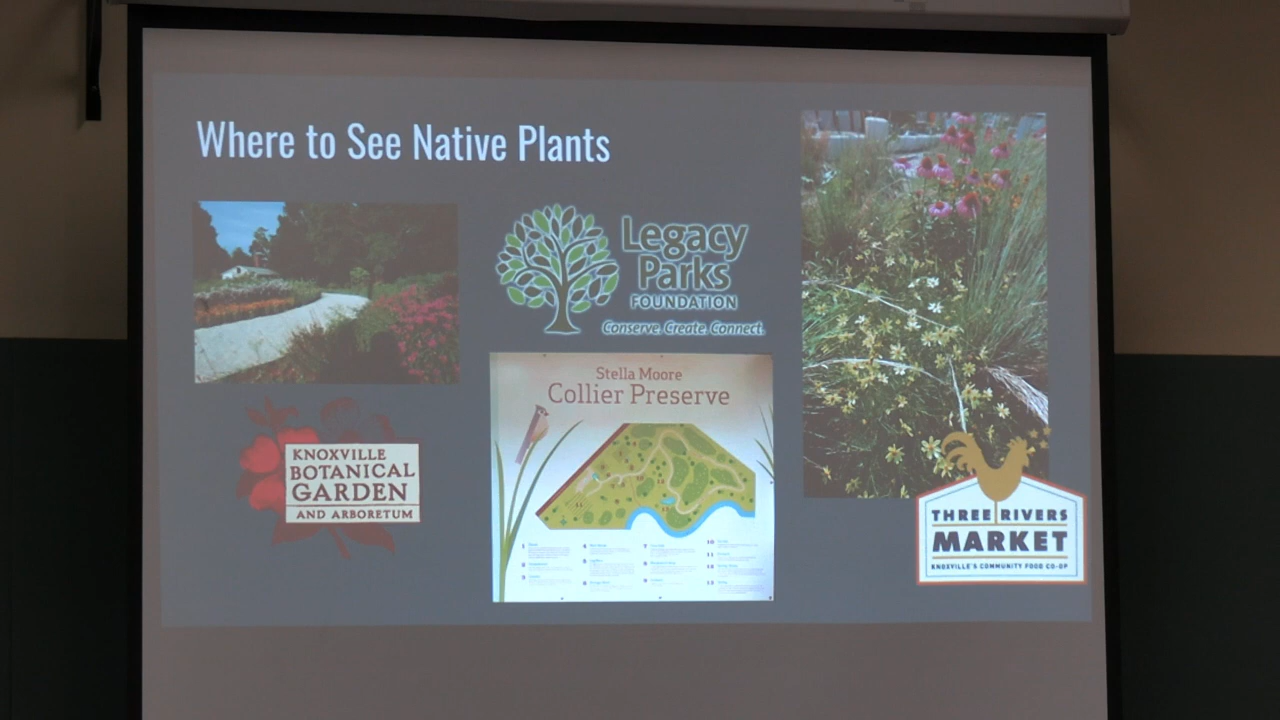 Where to See Native Plants
Legacy
Parks
FOUNDATION
Conserve. Create. Connect.
Stella Moore
Collier Preserve
KNOXVILLE
BOTANICAL
GARDEN
AND ARBORETUM
THREE RIVERS
MARKET
KNOXVILLE'S COMMUNITY FOOD CO-OP